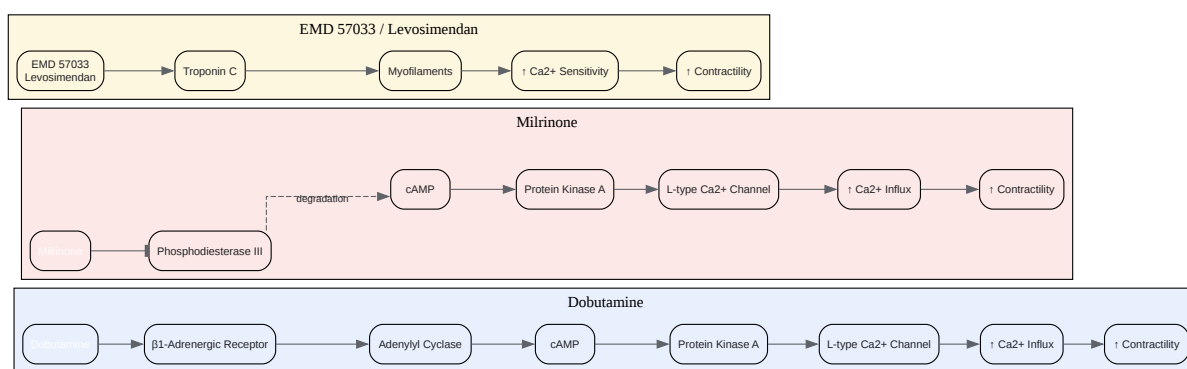 EMD 57033 / Levosimendan
EMD 57033
Levosimendan
Troponin C
Myofilaments
↑ Ca2+ Sensitivity
↑ Contractility
Milrinone
Milrinone
Phosphodiesterase III
degradation
cAMP
Protein Kinase A
L-type Ca2+ Channel
↑ Ca2+ Influx
↑ Contractility
Dobutamine
Dobutamine
β1-Adrenergic Receptor
Adenylyl Cyclase
cAMP
Protein Kinase A
L-type Ca2+ Channel
↑ Ca2+ Influx
↑ Contractility